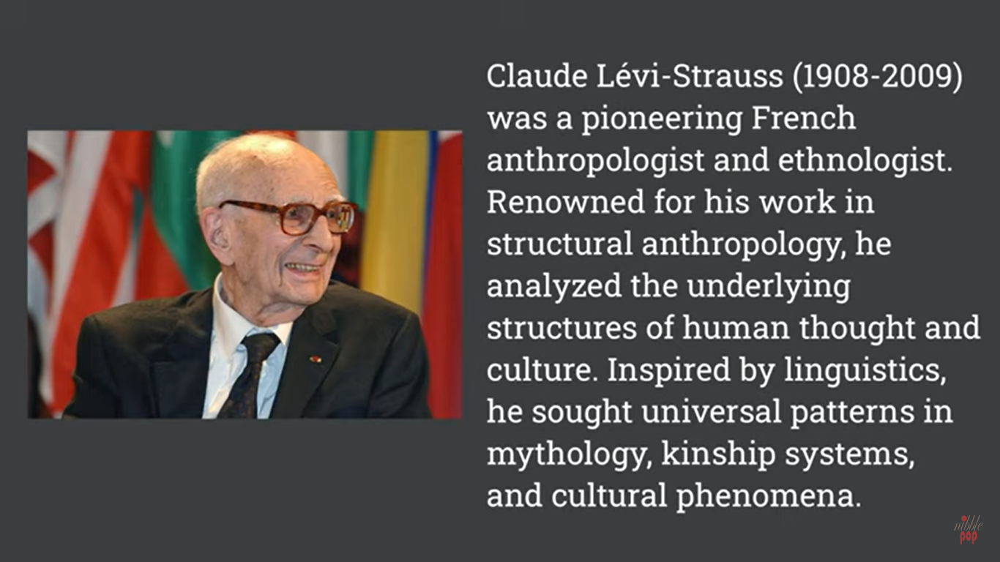 Claude Lévi-Strauss (1908-2009)
was a pioneering French
anthropologist and ethnologist.
Renowned for his work in
structural anthropology, he
analyzed the underlying
structures of human thought and
culture. Inspired by linguistics,
he sought universal patterns in
mythology, kinship systems,
and cultural phenomena.
nibble
pop